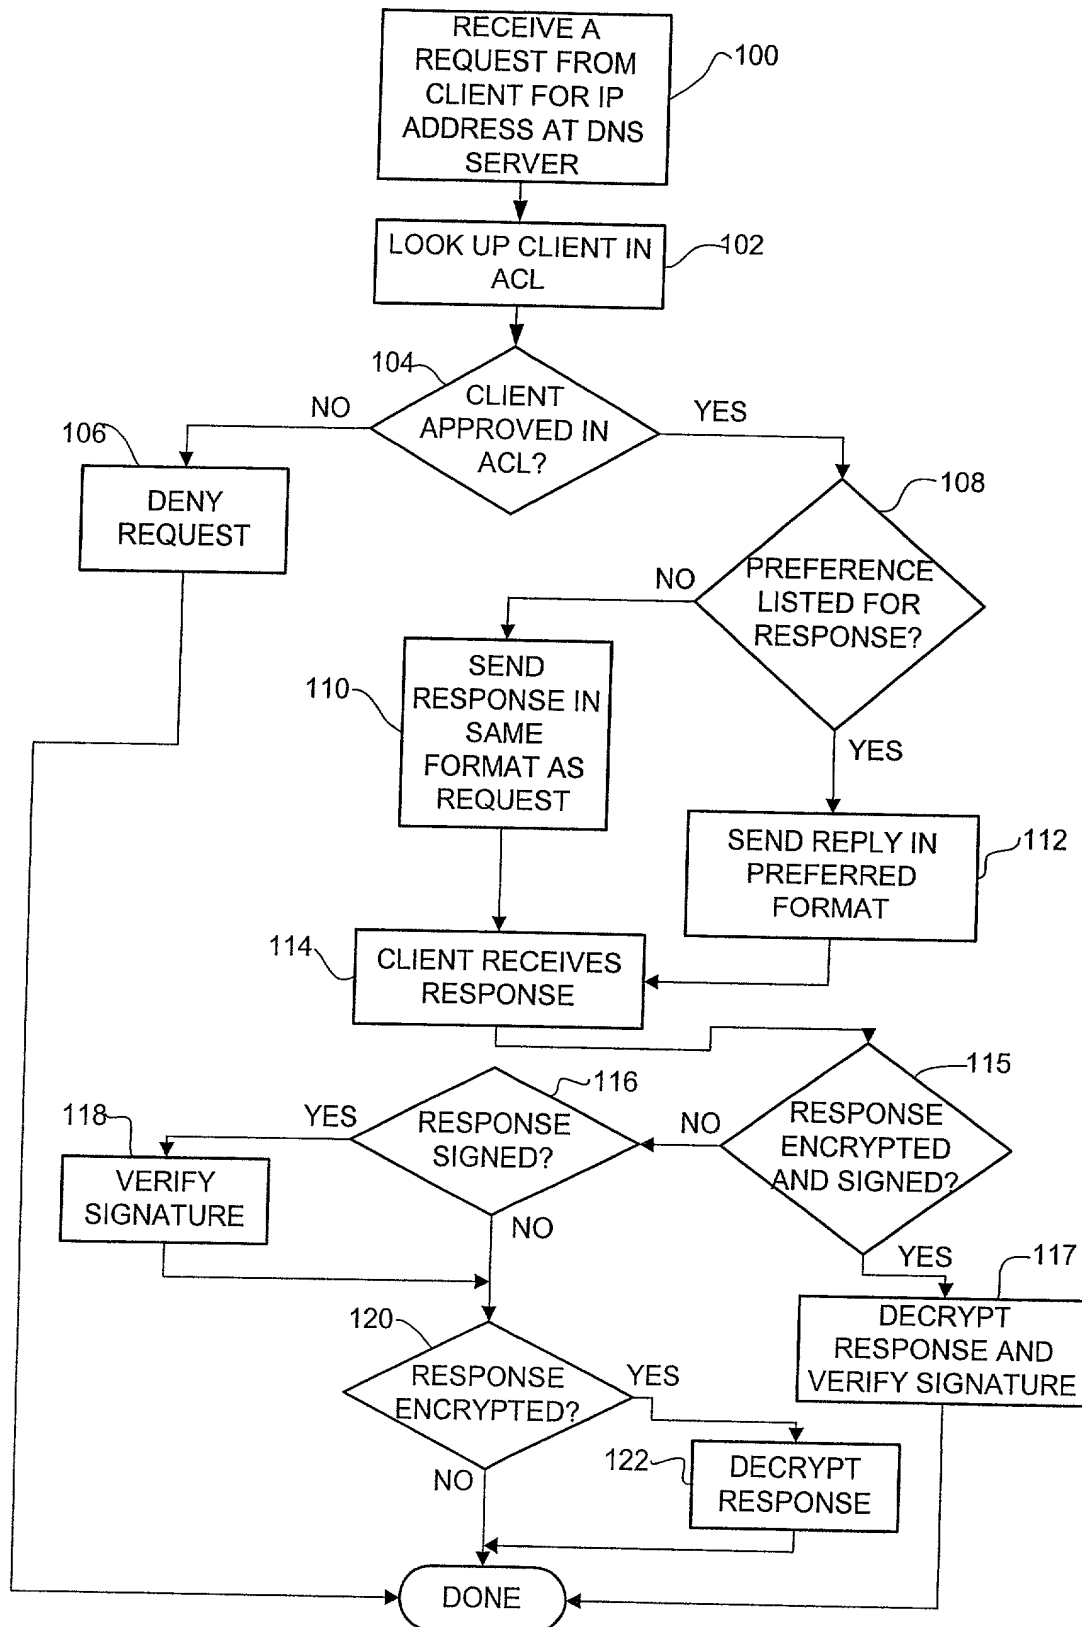 RECEIVE A
REQUEST FROM
CLIENT FOR IP
ADDRESS AT DNS
SERVER
100
LOOK UP CLIENT IN
ACL
102
104
CLIENT
APPROVED IN
ACL?
NO
YES
106
DENY
REQUEST
108
PREFERENCE
LISTED FOR
RESPONSE?
NO
YES
110
SEND
RESPONSE IN
SAME
FORMAT AS
REQUEST
112
SEND REPLY IN
PREFERRED
FORMAT
114
CLIENT RECEIVES
RESPONSE
115
RESPONSE
ENCRYPTED
AND SIGNED?
NO
YES
116
RESPONSE
SIGNED?
YES
NO
118
VERIFY
SIGNATURE
117
DECRYPT
RESPONSE AND
VERIFY SIGNATURE
120
RESPONSE
ENCRYPTED?
YES
NO
122
DECRYPT
RESPONSE
DONE